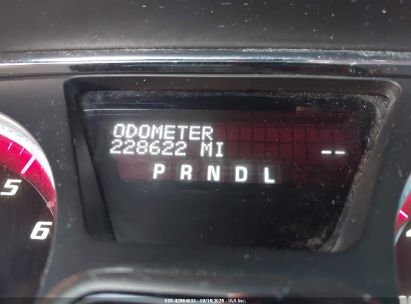 ODOMETER
228622 MI --
P R N D L
5
6